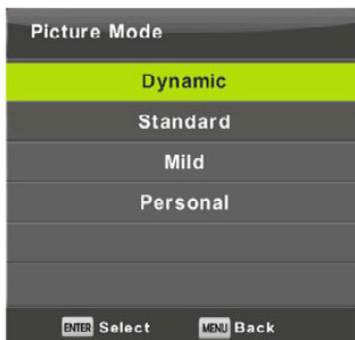 Picture Mode
Dynamic
Standard
Mild
Personal
ENTER Select MENU Back